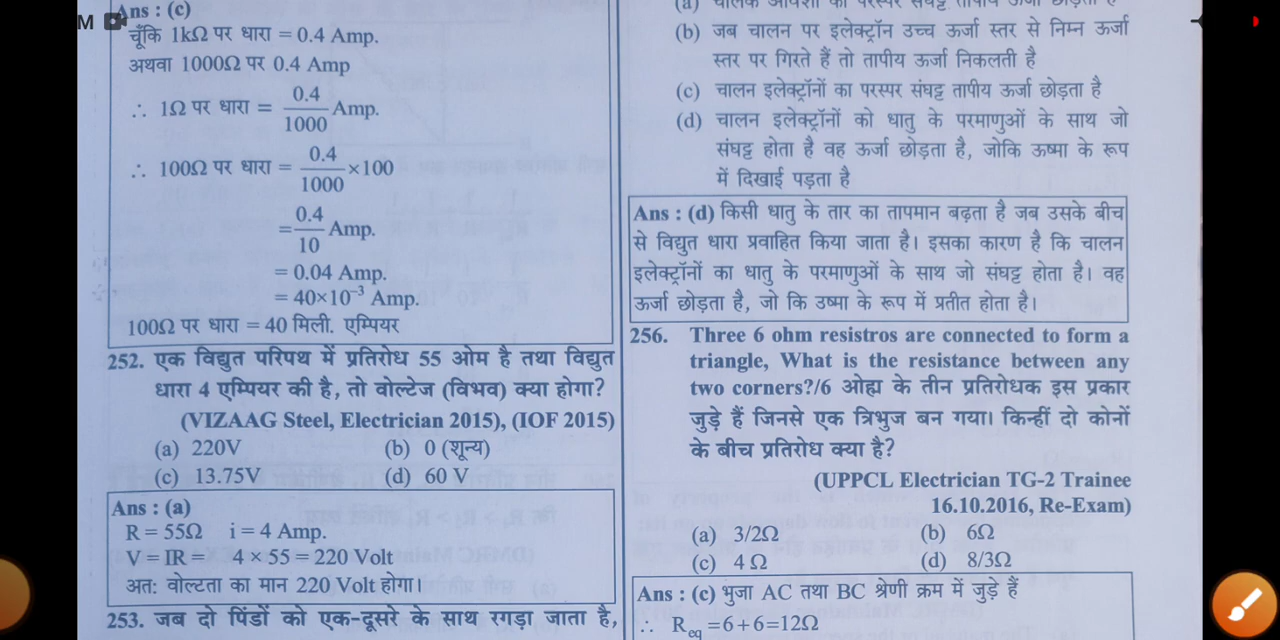 M
Ans : (c)
चूँकि 1kΩ पर धारा = 0.4 Amp.
अथवा 1000Ω पर 0.4 Amp
∴ 1Ω पर धारा = 0.4/1000 Amp.
∴ 100Ω पर धारा = 0.4/1000 ×100
= 0.4/10 Amp.
= 0.04 Amp.
= 40×10⁻³ Amp.
100Ω पर धारा = 40 मिली. एम्पियर
252. एक विद्युत परिपथ में प्रतिरोध 55 ओम है तथा विद्युत
धारा 4 एम्पियर की है, तो वोल्टेज (विभव) क्या होगा?
(VIZAAG Steel, Electrician 2015), (IOF 2015)
(a) 220V (b) 0 (शून्य)
(c) 13.75V (d) 60 V
Ans : (a)
R = 55Ω i = 4 Amp.
V = IR = 4 × 55 = 220 Volt
अत: वोल्टता का मान 220 Volt होगा।
253. जब दो पिंडों को एक-दूसरे के साथ रगड़ा जाता है,
(a) चालक आयनों का परस्पर संघट्ट तापीय ऊर्जा छोड़ता है
(b) जब चालन पर इलेक्ट्रॉन उच्च ऊर्जा स्तर से निम्न ऊर्जा
स्तर पर गिरते हैं तो तापीय ऊर्जा निकलती है
(c) चालन इलेक्ट्रॉनों का परस्पर संघट्ट तापीय ऊर्जा छोड़ता है
(d) चालन इलेक्ट्रॉनों को धातु के परमाणुओं के साथ जो
संघट्ट होता है वह ऊर्जा छोड़ता है, जोकि ऊष्मा के रूप
में दिखाई पड़ता है
Ans : (d) किसी धातु के तार का तापमान बढ़ता है जब उसके बीच
से विद्युत धारा प्रवाहित किया जाता है। इसका कारण है कि चालन
इलेक्ट्रॉनों का धातु के परमाणुओं के साथ जो संघट्ट होता है। वह
ऊर्जा छोड़ता है, जो कि उष्मा के रूप में प्रतीत होता है।
256. Three 6 ohm resistros are connected to form a
triangle, What is the resistance between any
two corners?/6 ओह्म के तीन प्रतिरोधक इस प्रकार
जुड़े हैं जिनसे एक त्रिभुज बन गया। किन्हीं दो कोनों
के बीच प्रतिरोध क्या है?
(UPPCL Electrician TG-2 Trainee
16.10.2016, Re-Exam)
(a) 3/2Ω (b) 6Ω
(c) 4 Ω (d) 8/3Ω
Ans : (c) भुजा AC तथा BC श्रेणी क्रम में जुड़े हैं
∴ Req =6+6=12Ω